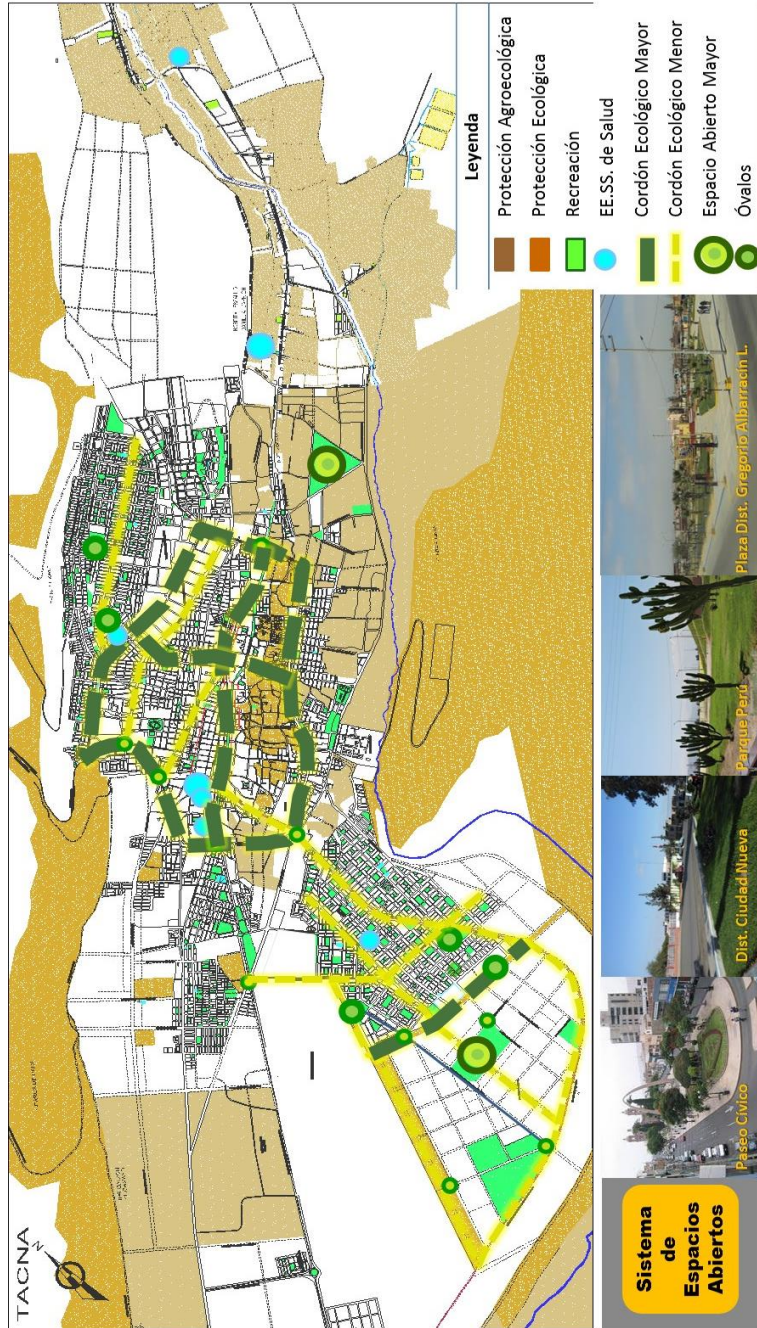 TACNA
N
Leyenda
Protección Agroecológica
Protección Ecológica
Recreación
EE.SS. de Salud
Cordón Ecológico Mayor
Cordón Ecológico Menor
Espacio Abierto Mayor
Óvalos
Sistema
de
Espacios
Abiertos
Paseo Cívico
Dist. Ciudad Nueva
Parque Perú
Plaza Dist. Gregorio Albarracín L.